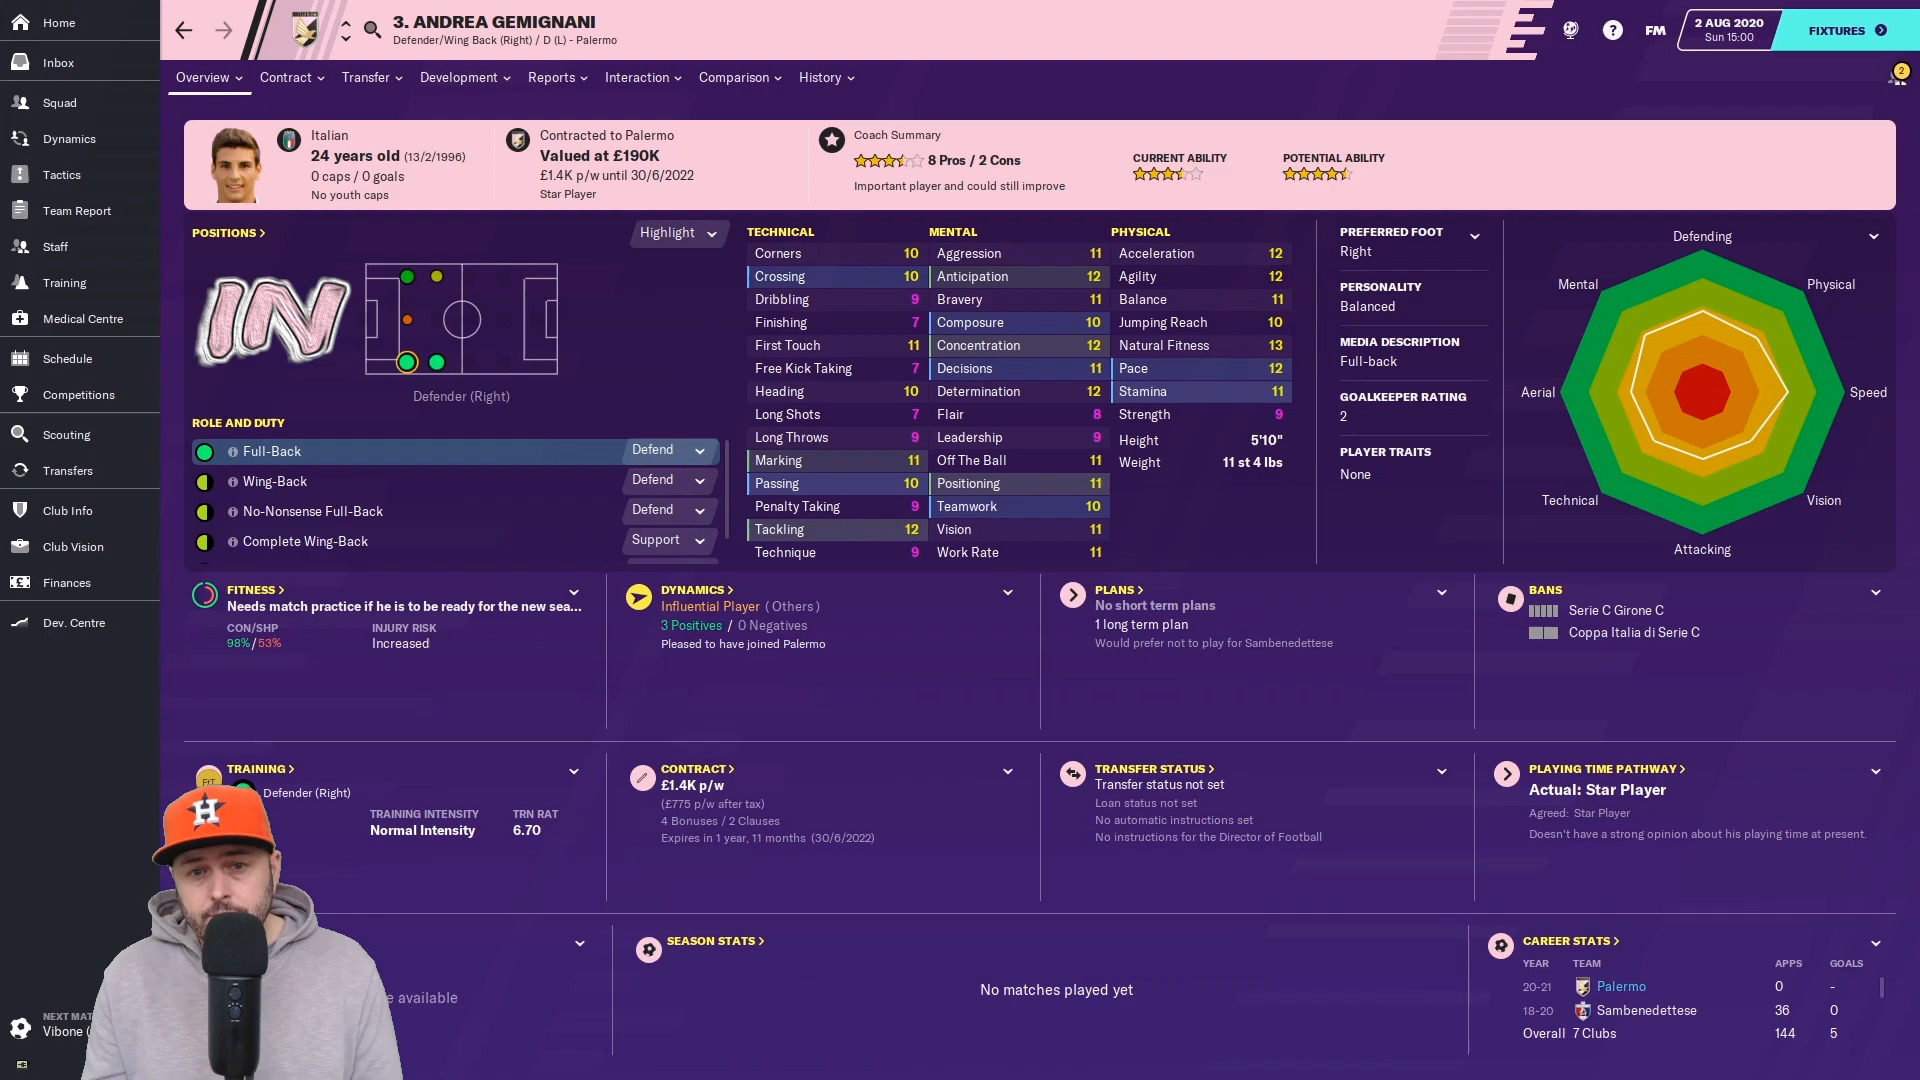 Home
Inbox
Squad
Dynamics
Tactics
Team Report
Staff
Training
Medical Centre
Schedule
Competitions
Scouting
Transfers
Club Info
Club Vision
Finances
Dev. Centre
NEXT MAT
Vibone (
3. ANDREA GEMIGNANI
Defender/Wing Back (Right) / D (L) - Palermo
?
FM
2 AUG 2020
Sun 15:00
FIXTURES
2
Overview
Contract
Transfer
Development
Reports
Interaction
Comparison
History
Italian
24 years old (13/2/1996)
0 caps / 0 goals
No youth caps
Contracted to Palermo
Valued at £190K
£1.4K p/w until 30/6/2022
Star Player
Coach Summary
8 Pros / 2 Cons
Important player and could still improve
CURRENT ABILITY
POTENTIAL ABILITY
POSITIONS >
Highlight
IN
Defender (Right)
ROLE AND DUTY
Full-Back Defend
Wing-Back Defend
No-Nonsense Full-Back Defend
Complete Wing-Back Support
TECHNICAL
Corners 10
Crossing 10
Dribbling 9
Finishing 7
First Touch 11
Free Kick Taking 7
Heading 10
Long Shots 7
Long Throws 9
Marking 11
Passing 10
Penalty Taking 9
Tackling 12
Technique 9
MENTAL
Aggression 11
Anticipation 12
Bravery 11
Composure 10
Concentration 12
Decisions 11
Determination 12
Flair 8
Leadership 9
Off The Ball 11
Positioning 11
Teamwork 10
Vision 11
Work Rate 11
PHYSICAL
Acceleration 12
Agility 12
Balance 11
Jumping Reach 10
Natural Fitness 13
Pace 12
Stamina 11
Strength 9
Height 5'10"
Weight 11 st 4 lbs
PREFERRED FOOT
Right
PERSONALITY
Balanced
MEDIA DESCRIPTION
Full-back
GOALKEEPER RATING
2
PLAYER TRAITS
None
Defending
Mental
Physical
Aerial
Speed
Technical
Vision
Attacking
FITNESS >
Needs match practice if he is to be ready for the new sea...
CON/SHP
98%/53%
INJURY RISK
Increased
DYNAMICS >
Influential Player (Others)
3 Positives / 0 Negatives
Pleased to have joined Palermo
PLANS >
No short term plans
1 long term plan
Would prefer not to play for Sambenedettese
BANS
Serie C Girone C
Coppa Italia di Serie C
TRAINING >
Defender (Right)
TRAINING INTENSITY
Normal Intensity
TRN RAT
6.70
CONTRACT >
£1.4K p/w
(£775 p/w after tax)
4 Bonuses / 2 Clauses
Expires in 1 year, 11 months (30/6/2022)
TRANSFER STATUS >
Transfer status not set
Loan status not set
No automatic instructions set
No instructions for the Director of Football
PLAYING TIME PATHWAY >
Actual: Star Player
Agreed: Star Player
Doesn't have a strong opinion about his playing time at present.
H
e available
SEASON STATS >
No matches played yet
CAREER STATS >
YEAR TEAM APPS GOALS
20-21 Palermo 0 -
18-20 Sambenedettese 36 0
Overall 7 Clubs 144 5